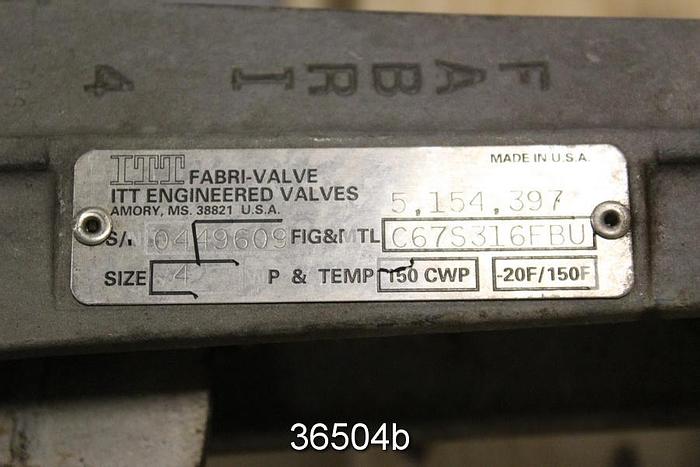 FABRI
4
ITT FABRI-VALVE
MADE IN U.S.A.
ITT ENGINEERED VALVES
AMORY, MS. 38821 U.S.A.
5,154,397
S/N 0449609 FIG&MTL C67S316FBU
SIZE 4 P & TEMP 150 CWP -20F/150F
36504b